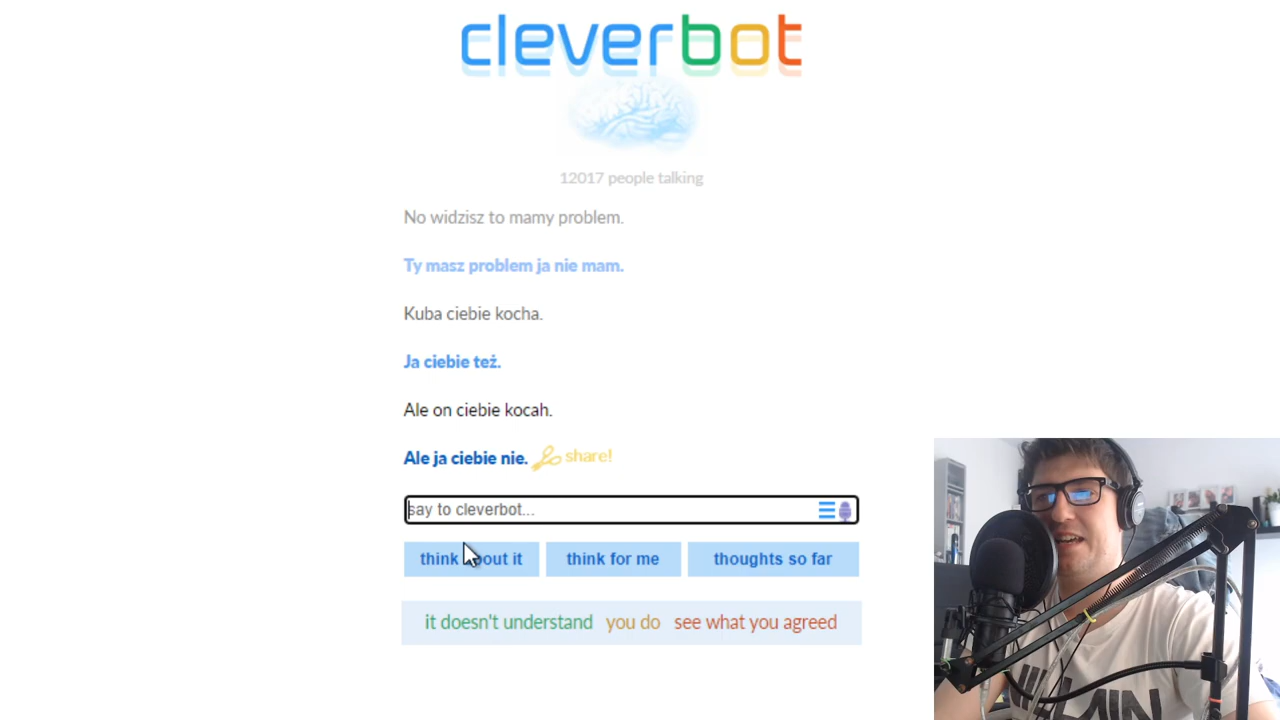 cleverbot
12017 people talking
No widzisz to mamy problem.
Ty masz problem ja nie mam.
Kuba ciebie kocha.
Ja ciebie też.
Ale on ciebie kocah.
Ale ja ciebie nie. share!
say to cleverbot...
think out it think for me thoughts so far
it doesn't understand you do see what you agreed